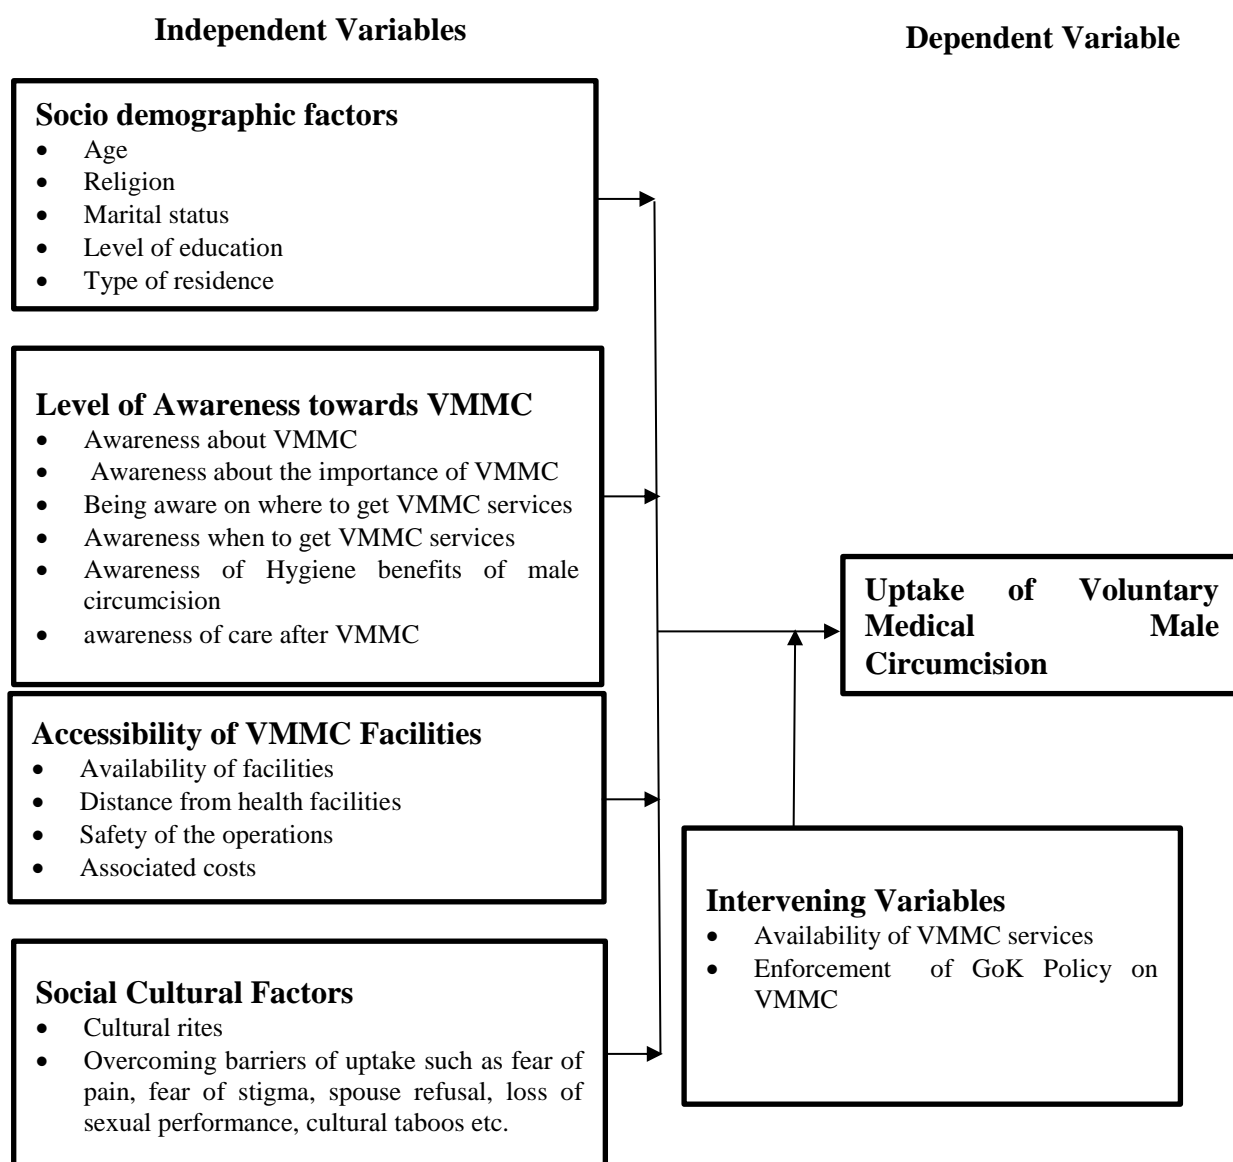 Independent Variables
Dependent Variable
Socio demographic factors
• Age
• Religion
• Marital status
• Level of education
• Type of residence
Level of Awareness towards VMMC
• Awareness about VMMC
• Awareness about the importance of VMMC
• Being aware on where to get VMMC services
• Awareness when to get VMMC services
• Awareness of Hygiene benefits of male
circumcision
• awareness of care after VMMC
Accessibility of VMMC Facilities
• Availability of facilities
• Distance from health facilities
• Safety of the operations
• Associated costs
Social Cultural Factors
• Cultural rites
• Overcoming barriers of uptake such as fear of
pain, fear of stigma, spouse refusal, loss of
sexual performance, cultural taboos etc.
Uptake of Voluntary
Medical Male
Circumcision
Intervening Variables
• Availability of VMMC services
• Enforcement of GoK Policy on
VMMC